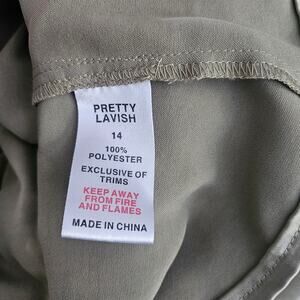 PRETTY
LAVISH
14
100%
POLYESTER
EXCLUSIVE OF
TRIMS
KEEP AWAY
FROM FIRE
AND FLAMES
MADE IN CHINA